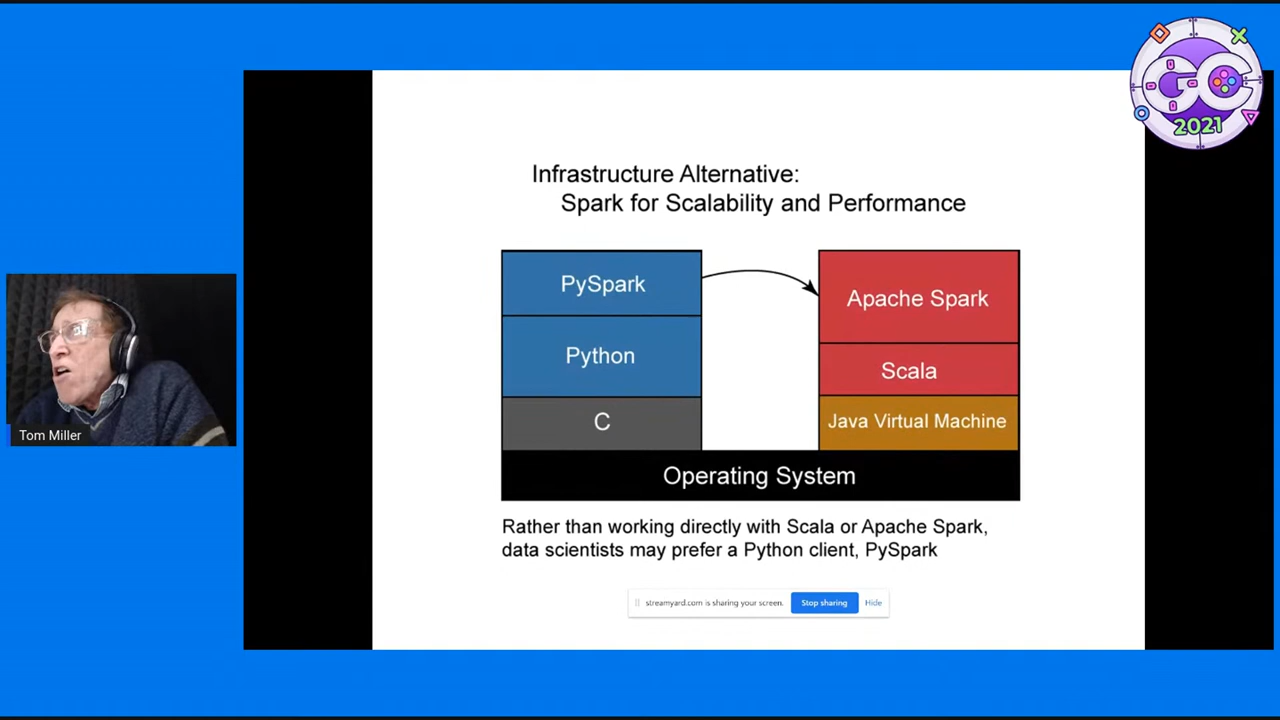 GC
2021
Infrastructure Alternative:
Spark for Scalability and Performance
PySpark
Apache Spark
Python
Scala
C
Java Virtual Machine
Operating System
Rather than working directly with Scala or Apache Spark,
data scientists may prefer a Python client, PySpark
streamyard.com is sharing your screen. Stop sharing Hide
Tom Miller